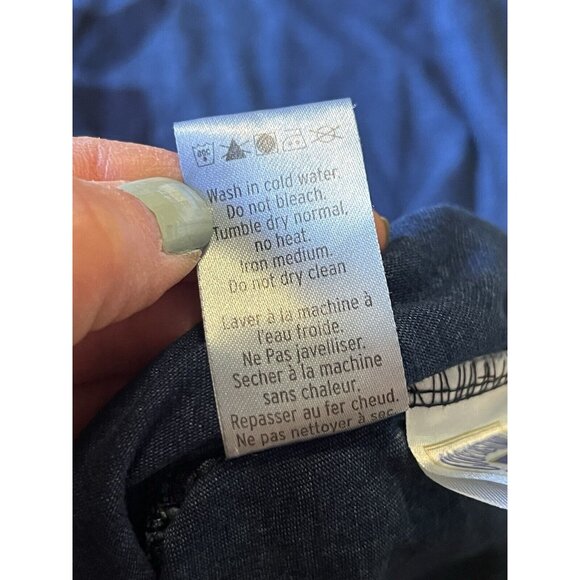 30C
Wash in cold water.
Do not bleach.
Tumble dry normal,
no heat.
Iron medium.
Do not dry clean
Laver à la machine à
l'eau froide.
Ne Pas javelliser.
Secher à la machine
sans chaleur.
Repasser au fer chaud.
Ne pas nettoyer à sec.